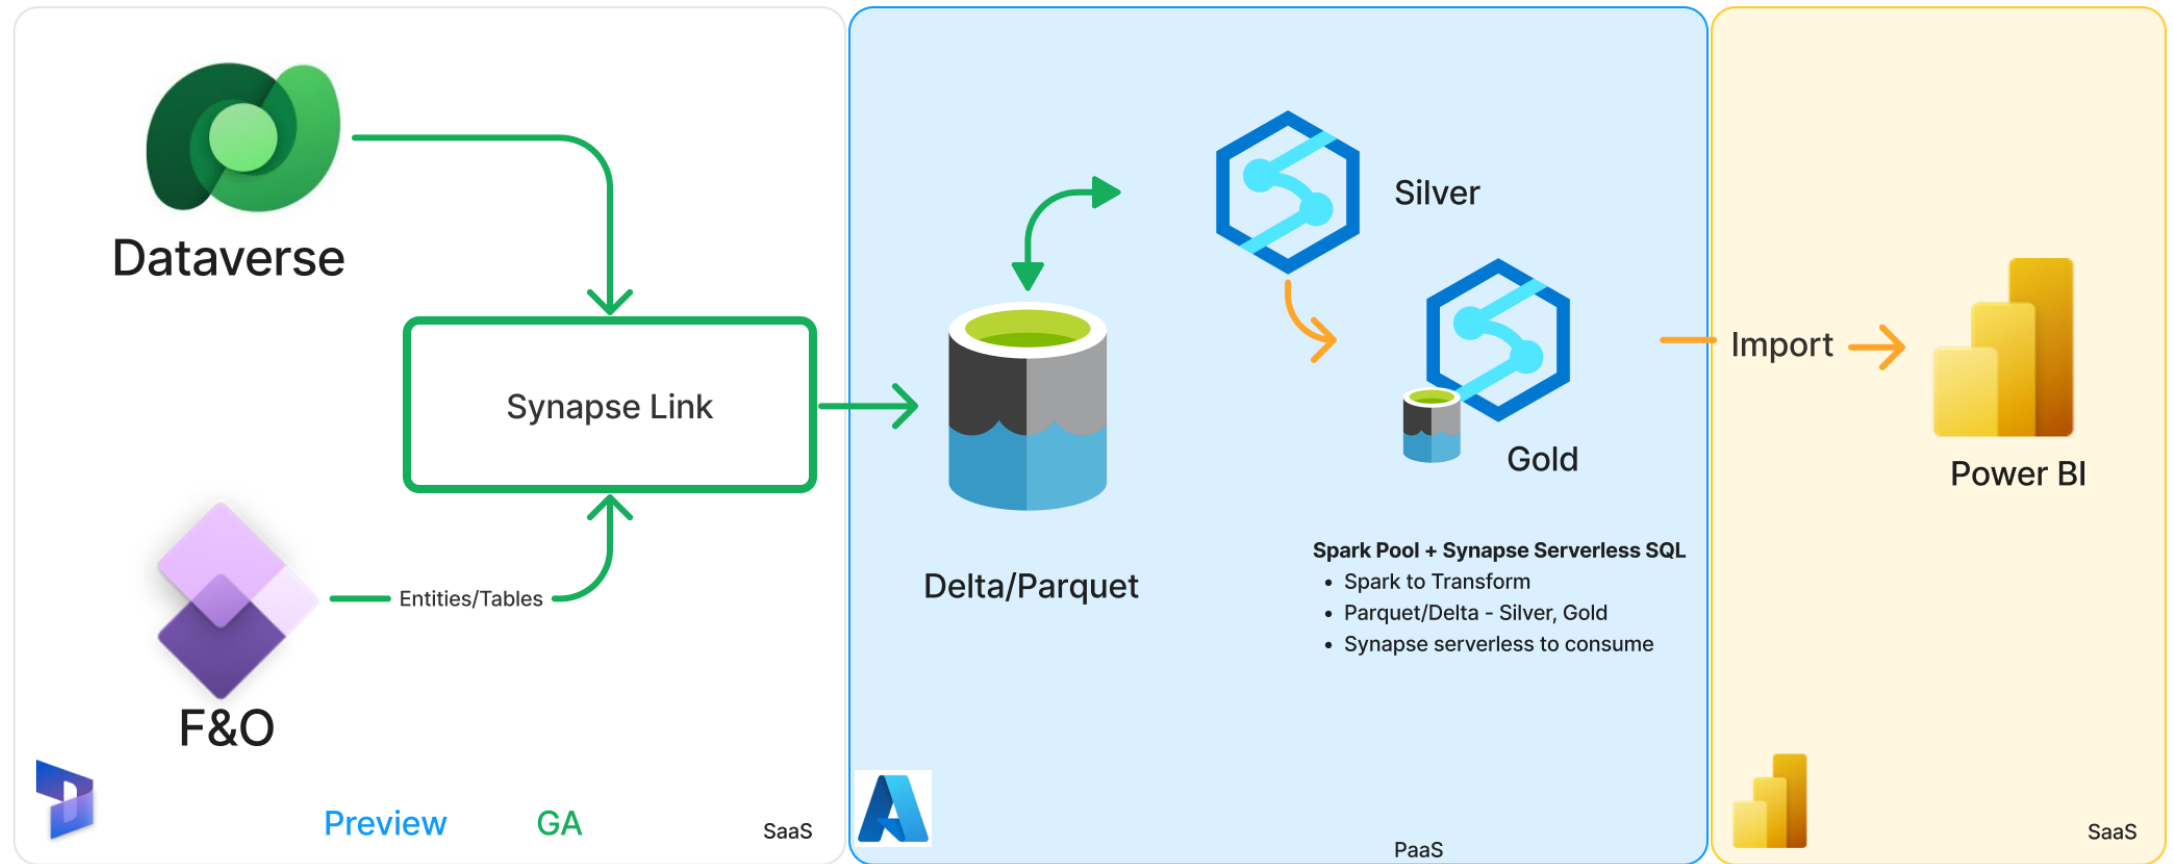 Dataverse
Synapse Link
Entities/Tables
F&O
Preview
GA
SaaS
Silver
Gold
Delta/Parquet
Spark Pool + Synapse Serverless SQL
• Spark to Transform
• Parquet/Delta - Silver, Gold
• Synapse serverless to consume
PaaS
Import
Power BI
SaaS